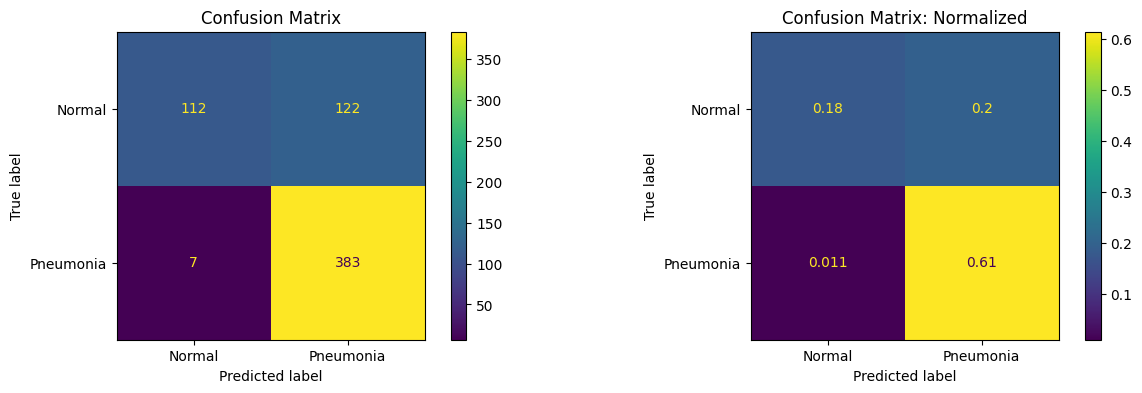 Confusion Matrix
Normal
112
122
Pneumonia
7
383
Normal
Pneumonia
Predicted label
True label
350
300
250
200
150
100
50
Confusion Matrix: Normalized
Normal
0.18
0.2
Pneumonia
0.011
0.61
Normal
Pneumonia
Predicted label
True label
0.6
0.5
0.4
0.3
0.2
0.1